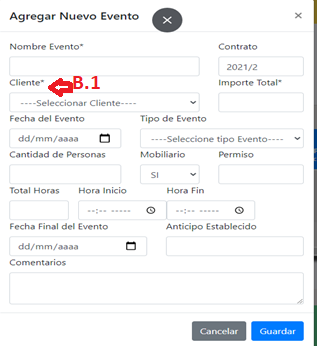 Agregar Nuevo Evento
Nombre Evento* Contrato
2021/2
Cliente* B.1 Importe Total*
----Seleccionar Cliente----
Fecha del Evento Tipo de Evento
dd/mm/aaaa ----Seleccione tipo Evento----
Cantidad de Personas Mobiliario Permiso
SI
Total Horas Hora Inicio Hora Fin
--:-- ----- --:-- -----
Fecha Final del Evento Anticipo Establecido
dd/mm/aaaa
Comentarios
Cancelar Guardar